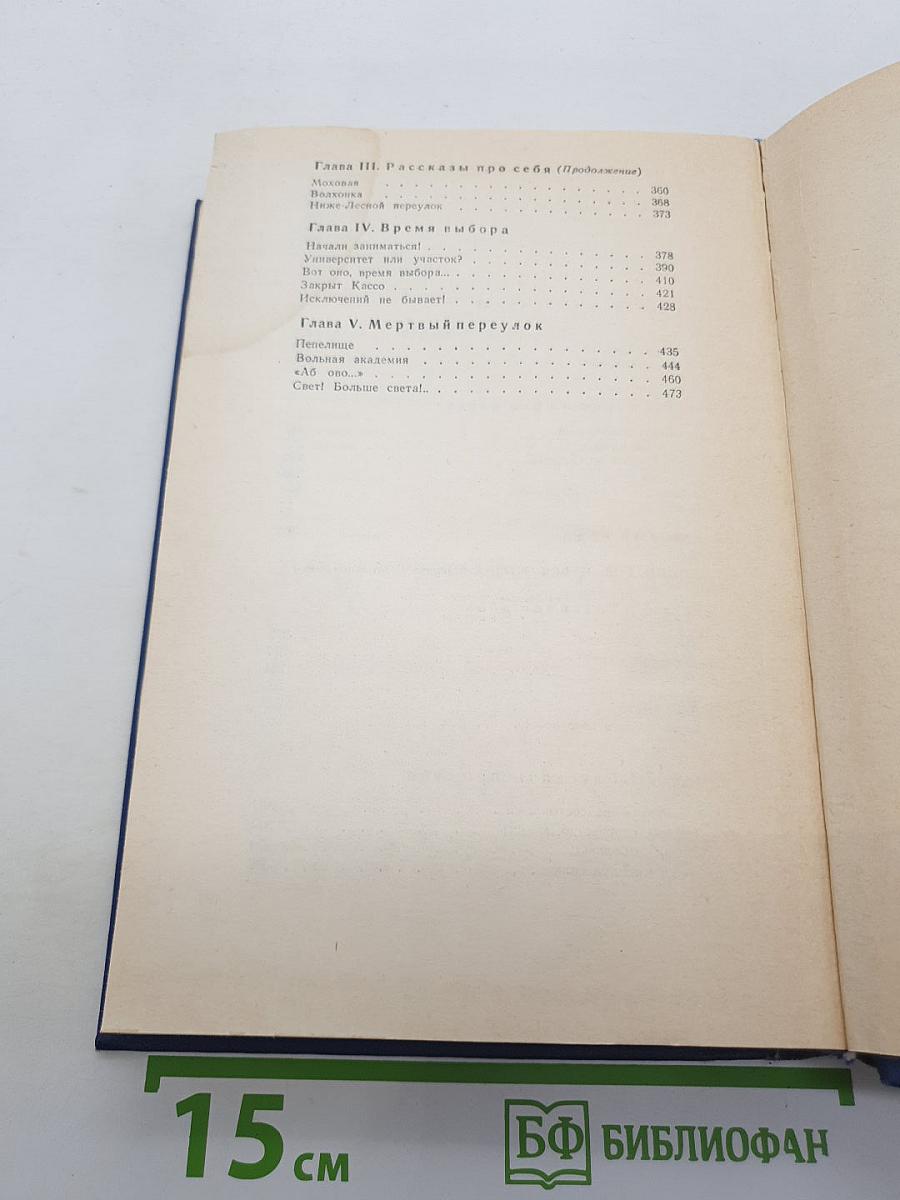 Глава III. Рассказы про себя (Продолжение)
Моховая . . . . . . . . . . . . . . . . . 360
Волхонка . . . . . . . . . . . . . . . . . 368
Ниже-Лесной переулок . . . . . . . . . . . . . 373
Глава IV. Время выбора
Начали заниматься! . . . . . . . . . . . . . . 378
Университет или участок? . . . . . . . . . . . . 390
Вот оно, время выбора... . . . . . . . . . . . . . 410
Закрыт Кассо . . . . . . . . . . . . . . . . 421
Исключений не бывает! . . . . . . . . . . . . . 428
Глава V. Мертвый переулок
Пепелище . . . . . . . . . . . . . . . . . 435
Вольная академия . . . . . . . . . . . . . . . 444
«Аб ово...» . . . . . . . . . . . . . . . . . 460
Свет! Больше света!.. . . . . . . . . . . . . . . 473
15 см
БФ БИБЛИОФАН